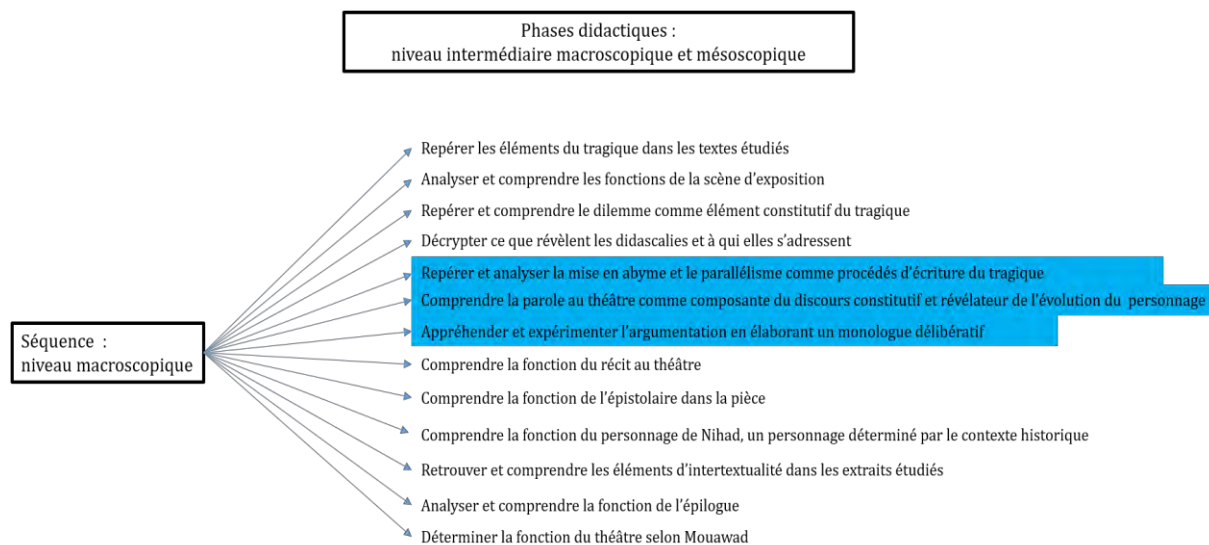 Phases didactiques :
niveau intermédiaire macroscopique et mésoscopique
Repérer les éléments du tragique dans les textes étudiés
Analyser et comprendre les fonctions de la scène d’exposition
Repérer et comprendre le dilemme comme élément constitutif du tragique
Décrypter ce que révèlent les didascalies et à qui elles s’adressent
Repérer et analyser la mise en abyme et le parallélisme comme procédés d’écriture du tragique
Comprendre la parole au théâtre comme composante du discours constitutif et révélateur de l’évolution du personnage
Appréhender et expérimenter l’argumentation en élaborant un monologue délibératif
Séquence :
niveau macroscopique
Comprendre la fonction du récit au théâtre
Comprendre la fonction de l’épistolaire dans la pièce
Comprendre la fonction du personnage de Nihad, un personnage déterminé par le contexte historique
Retrouver et comprendre les éléments d’intertextualité dans les extraits étudiés
Analyser et comprendre la fonction de l’épilogue
Déterminer la fonction du théâtre selon Mouawad